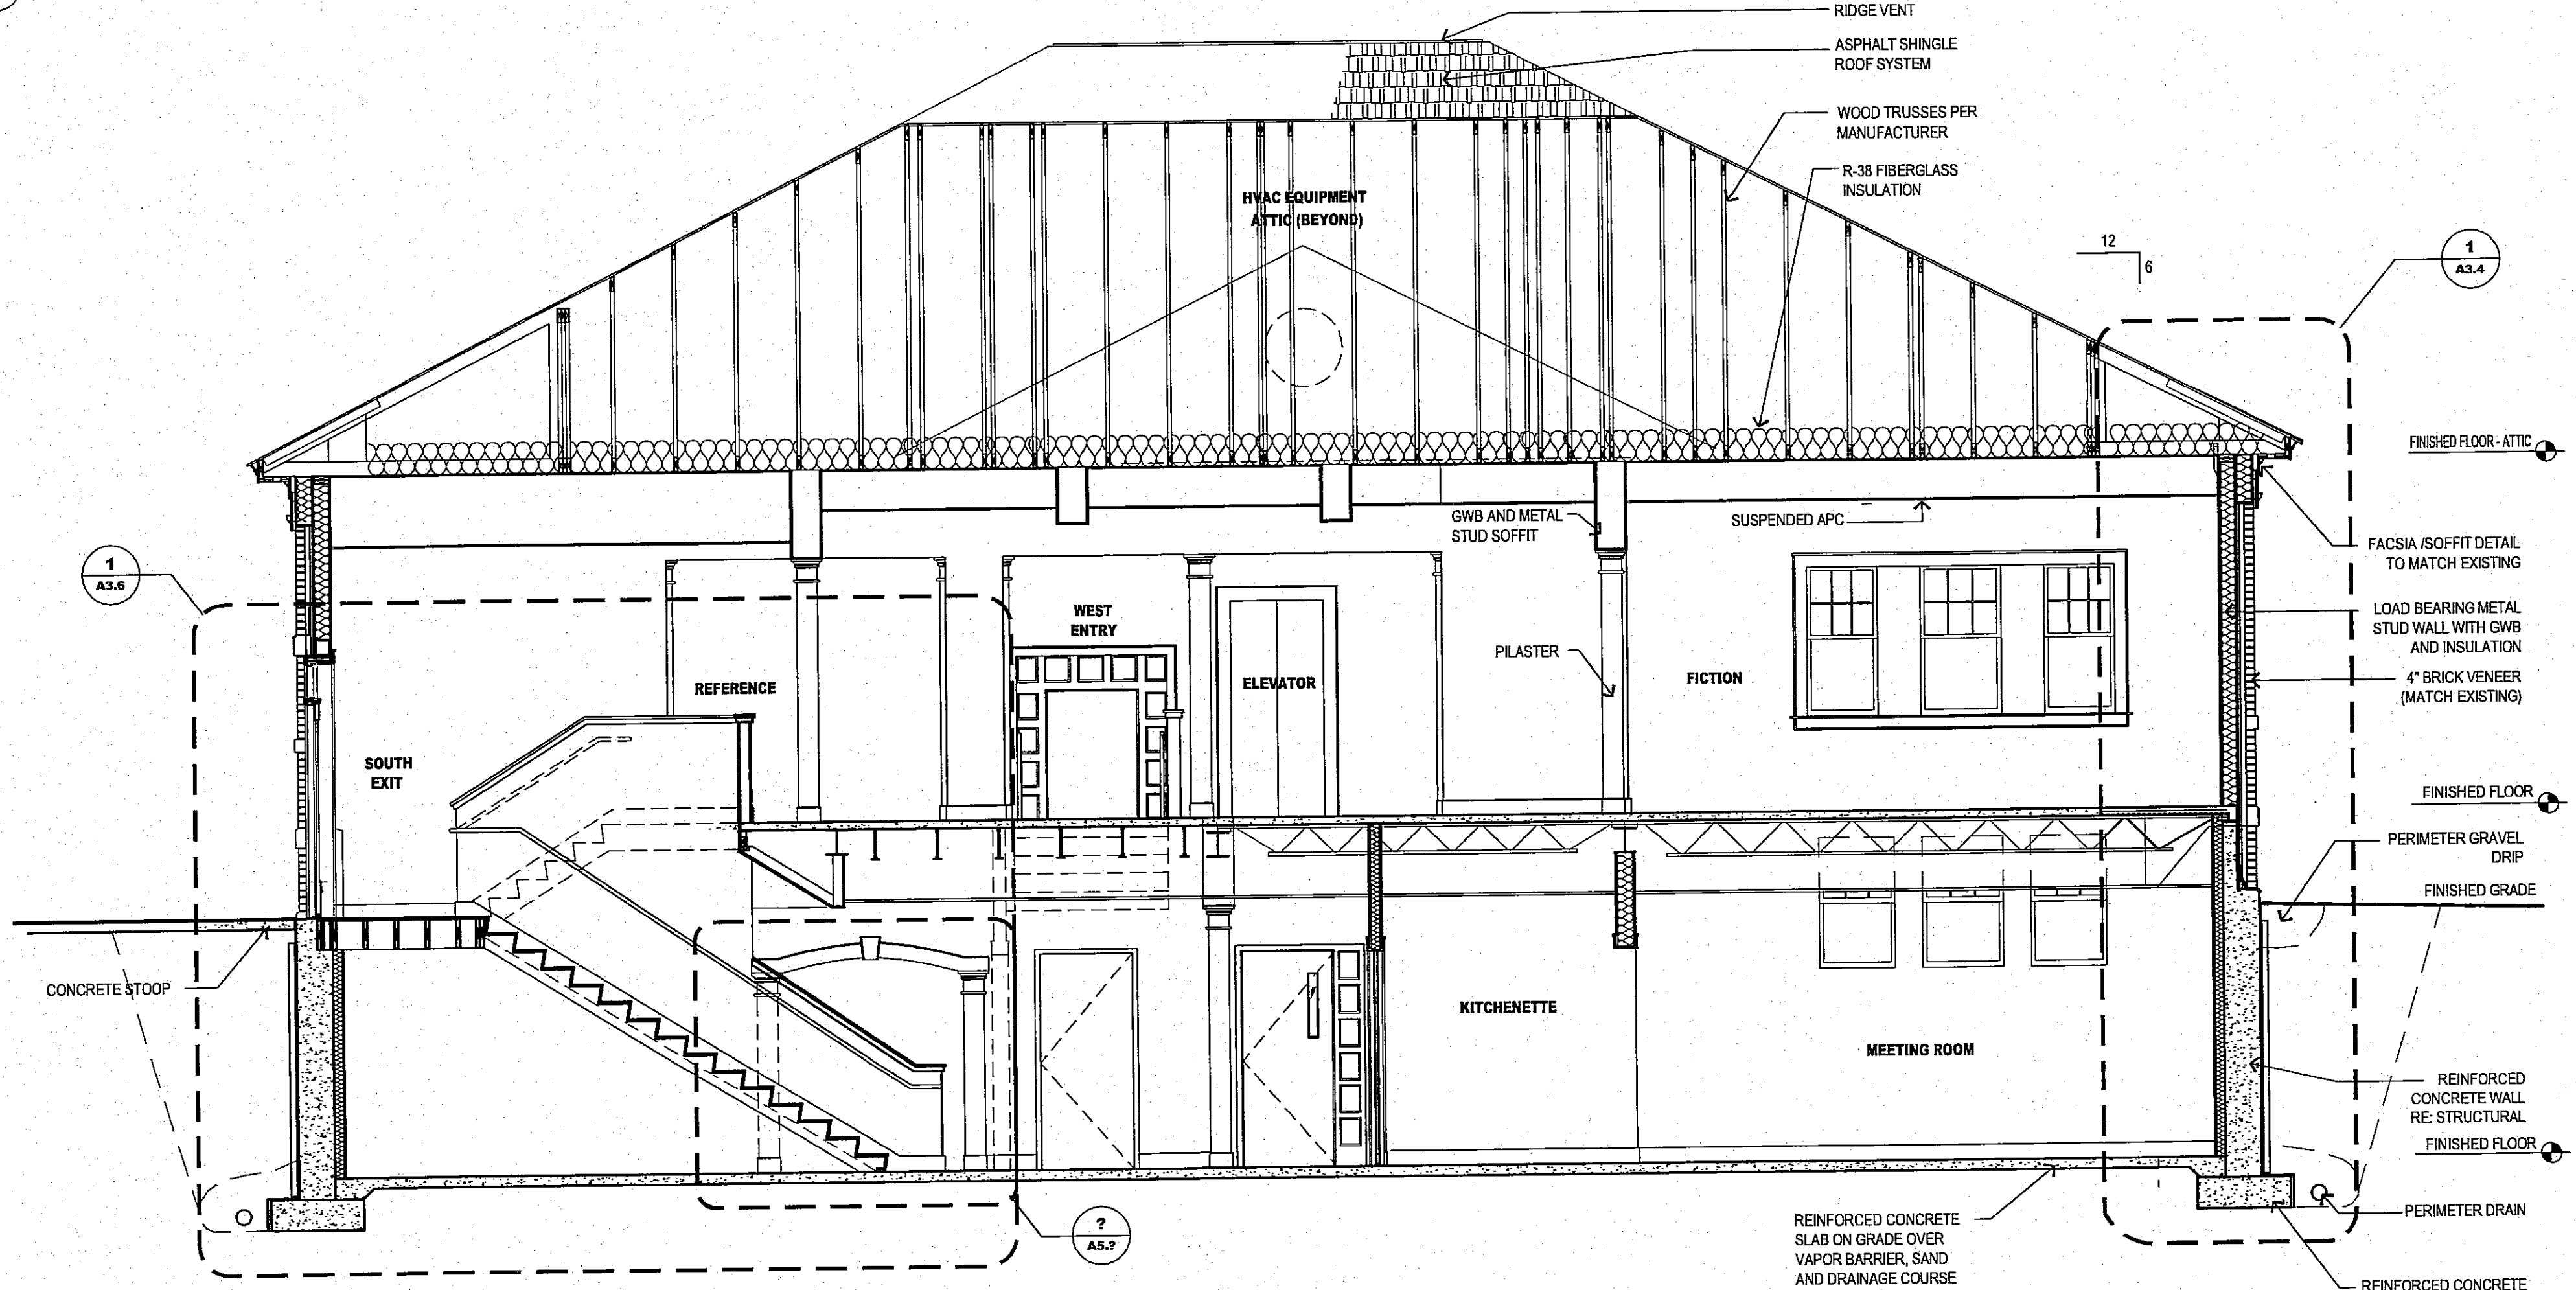 RIDGE VENT
ASPHALT SHINGLE
ROOF SYSTEM
WOOD TRUSSES PER
MANUFACTURER
R-38 FIBERGLASS
INSULATION
HVAC EQUIPMENT
ATTIC (BEYOND)
12
6
1
A3.4
FINISHED FLOOR - ATTIC
GWB AND METAL
STUD SOFFIT
SUSPENDED APC
FACSIA /SOFFIT DETAIL
TO MATCH EXISTING
1
A3.6
WEST
ENTRY
LOAD BEARING METAL
STUD WALL WITH GWB
AND INSULATION
PILASTER
REFERENCE
ELEVATOR
FICTION
4" BRICK VENEER
(MATCH EXISTING)
SOUTH
EXIT
FINISHED FLOOR
PERIMETER GRAVEL
DRIP
FINISHED GRADE
CONCRETE STOOP
KITCHENETTE
MEETING ROOM
REINFORCED
CONCRETE WALL
RE: STRUCTURAL
FINISHED FLOOR
PERIMETER DRAIN
?
A5.?
REINFORCED CONCRETE
SLAB ON GRADE OVER
VAPOR BARRIER, SAND
AND DRAINAGE COURSE
REINFORCED CONCRETE